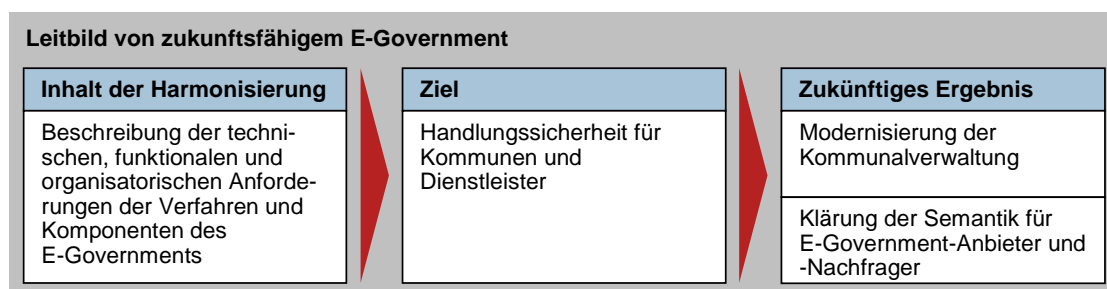 Leitbild von zukunftsfähigem E-Government
Inhalt der Harmonisierung
Beschreibung der techni-
schen, funktionalen und
organisatorischen Anforde-
rungen der Verfahren und
Komponenten des
E-Governments
Ziel
Handlungssicherheit für
Kommunen und
Dienstleister
Zukünftiges Ergebnis
Modernisierung der
Kommunalverwaltung
Klärung der Semantik für
E-Government-Anbieter und
-Nachfrager